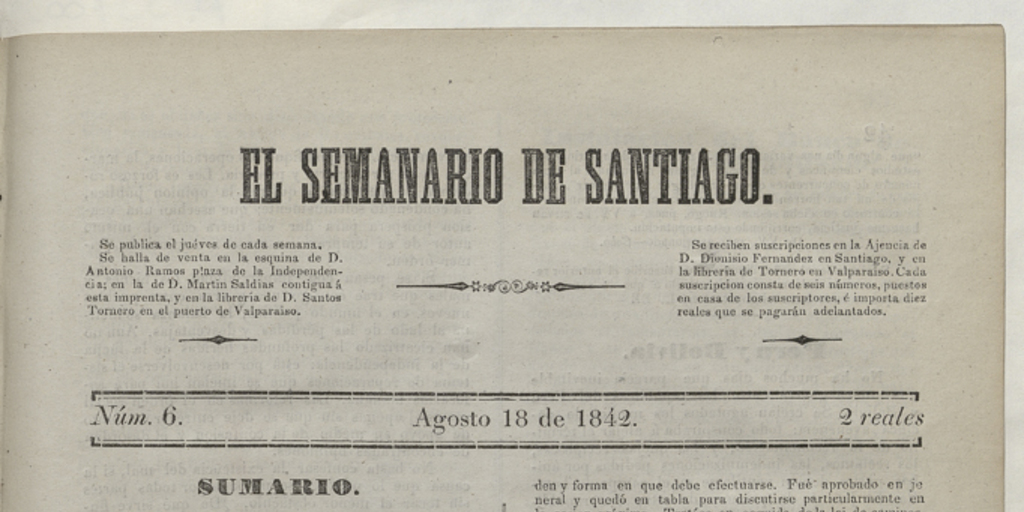 EL SEMANARIO DE SANTIAGO.
Se publica el juéves de cada semana.
Se halla de venta en la esquina de D.
Antonio Ramos plaza de la Independen-
cia; en la de D. Martin Saldias contigua á
esta imprenta, y en la libreria de D. Santos
Tornero en el puerto de Valparaiso.
Se reciben suscripciones en la Ajencia de
D. Dionisio Fernandez en Santiago, y en
la libreria de Tornero en Valparaiso. Cada
suscripcion consta de seis números, puestos
en casa de los suscriptores, é importa diez
reales que se pagarán adelantados.
Núm. 6. Agosto 18 de 1842. 2 reales
SUMARIO.
den y forma en que debe efectuarse. Fué aprobado en je
neral y quedó en tabla para discutirse particularmente en